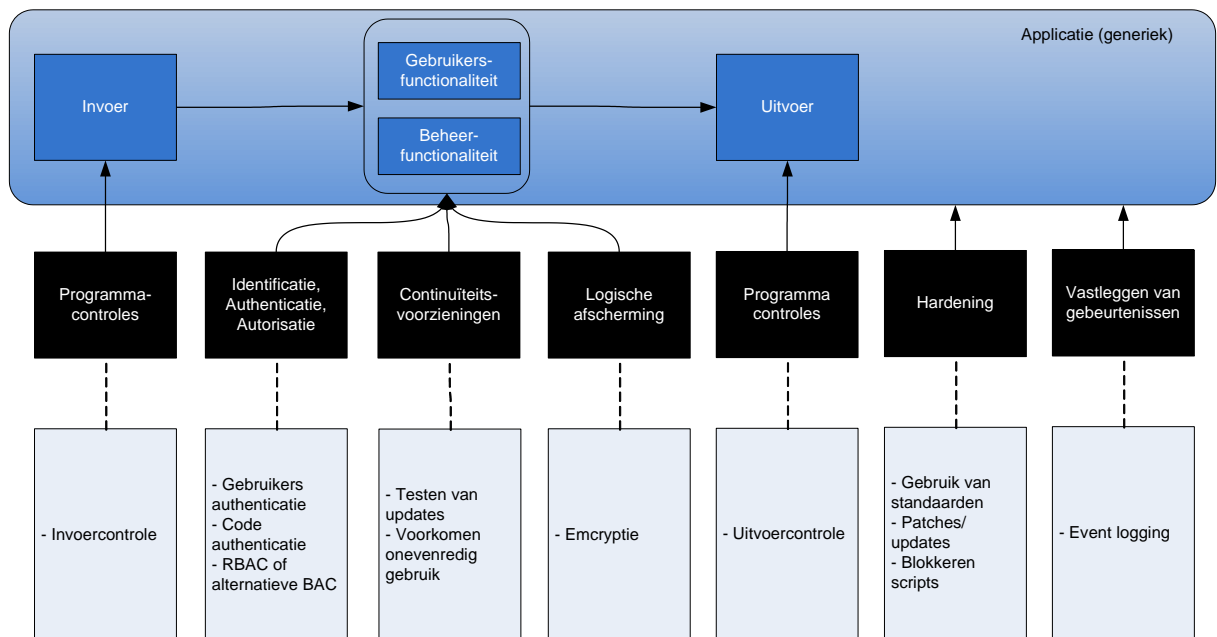 Applicatie (generiek)
Invoer
Gebruikers-
functionaliteit
Beheer-
functionaliteit
Uitvoer
Programma-
controles
Identificatie,
Authenticatie,
Autorisatie
Continuïteits-
voorzieningen
Logische
afscherming
Programma
controles
Hardening
Vastleggen van
gebeurtenissen
- Invoercontrole
- Gebruikers
authenticatie
- Code
authenticatie
- RBAC of
alternatieve BAC
- Testen van
updates
- Voorkomen
onevenredig
gebruik
- Emcryptie
- Uitvoercontrole
- Gebruik van
standaarden
- Patches/
updates
- Blokkeren
scripts
- Event logging